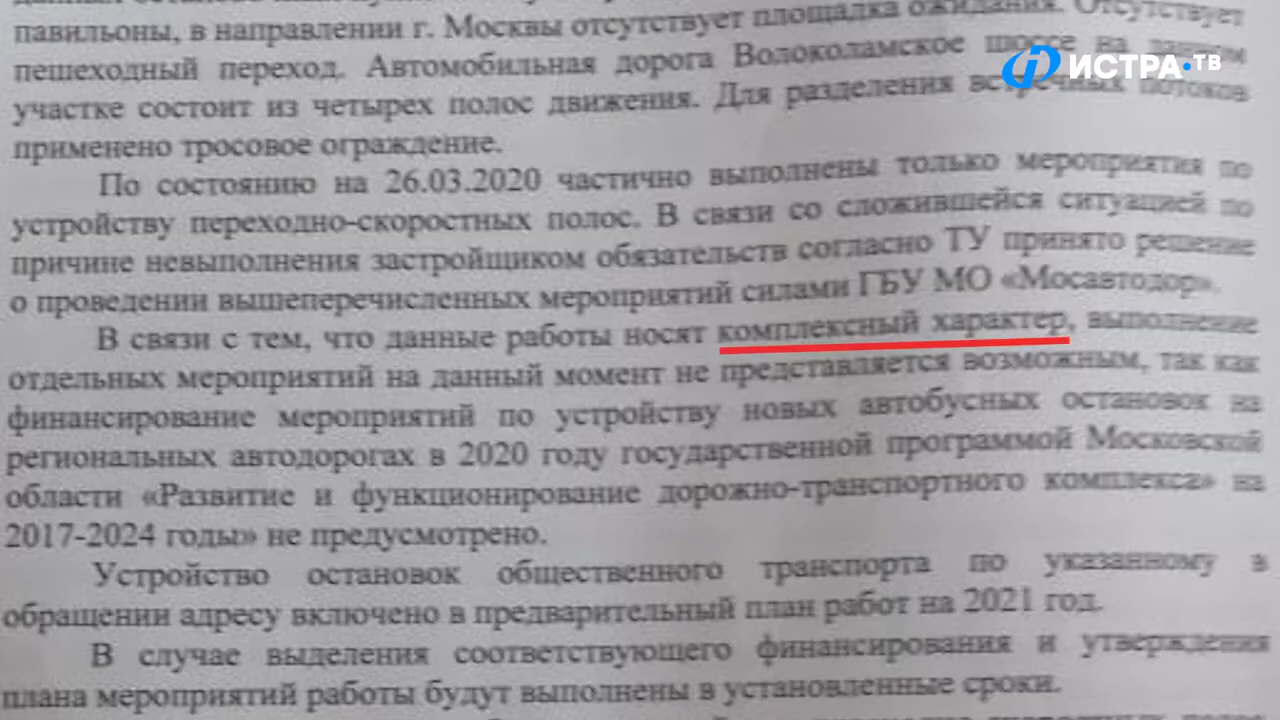 павильоны, в направлении г. Москвы отсутствует площадка ожидания. Отсутствует
пешеходный переход. Автомобильная дорога Волоколамское шоссе на данном
участке состоит из четырех полос движения. Для разделения встречных потоков
применено тросовое ограждение.
По состоянию на 26.03.2020 частично выполнены только мероприятия по
устройству переходно-скоростных полос. В связи со сложившейся ситуацией по
причине невыполнения застройщиком обязательств согласно ТУ принято решение
о проведении вышеперечисленных мероприятий силами ГБУ МО «Мосавтодор».
В связи с тем, что данные работы носят комплексный характер, выполнение
отдельных мероприятий на данный момент не представляется возможным, так как
финансирование мероприятий по устройству новых автобусных остановок на
региональных автодорогах в 2020 году государственной программой Московской
области «Развитие и функционирование дорожно-транспортного комплекса» на
2017-2024 годы» не предусмотрено.
Устройство остановок общественного транспорта по указанному в
обращении адресу включено в предварительный план работ на 2021 год.
В случае выделения соответствующего финансирования и утверждения
плана мероприятий работы будут выполнены в установленные сроки.
ИСТРА.ТВ